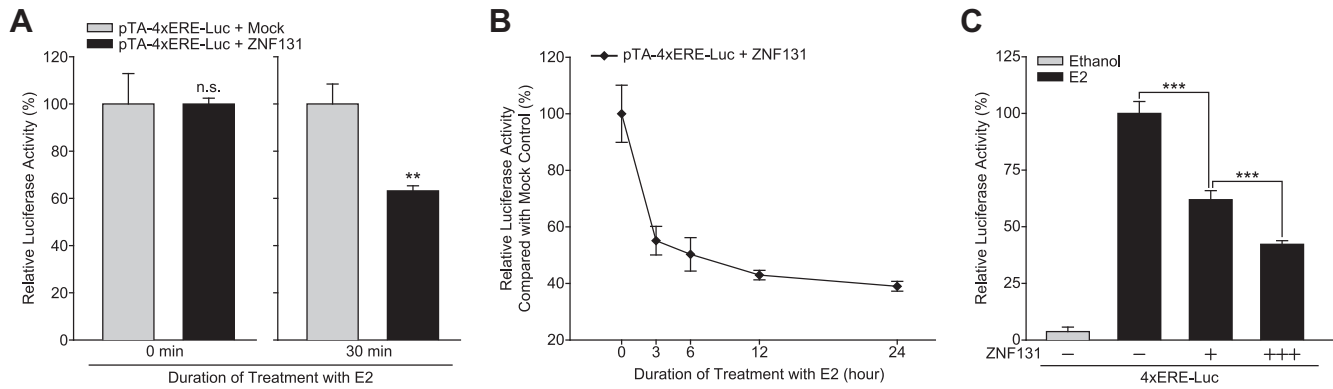 A
pTA-4xERE-Luc + Mock
pTA-4xERE-Luc + ZNF131
Relative Luciferase Activity (%)
120
100
80
60
40
20
0
n.s.
**
0 min
30 min
Duration of Treatment with E2
B
pTA-4xERE-Luc + ZNF131
Relative Luciferase Activity
Compared with Mock Control (%)
120
100
80
60
40
20
0
3
6
12
24
Duration of Treatment with E2 (hour)
C
Ethanol
E2
Relative Luciferase Activity (%)
125
100
75
50
25
0
***
***
ZNF131 − − + +++
4xERE-Luc